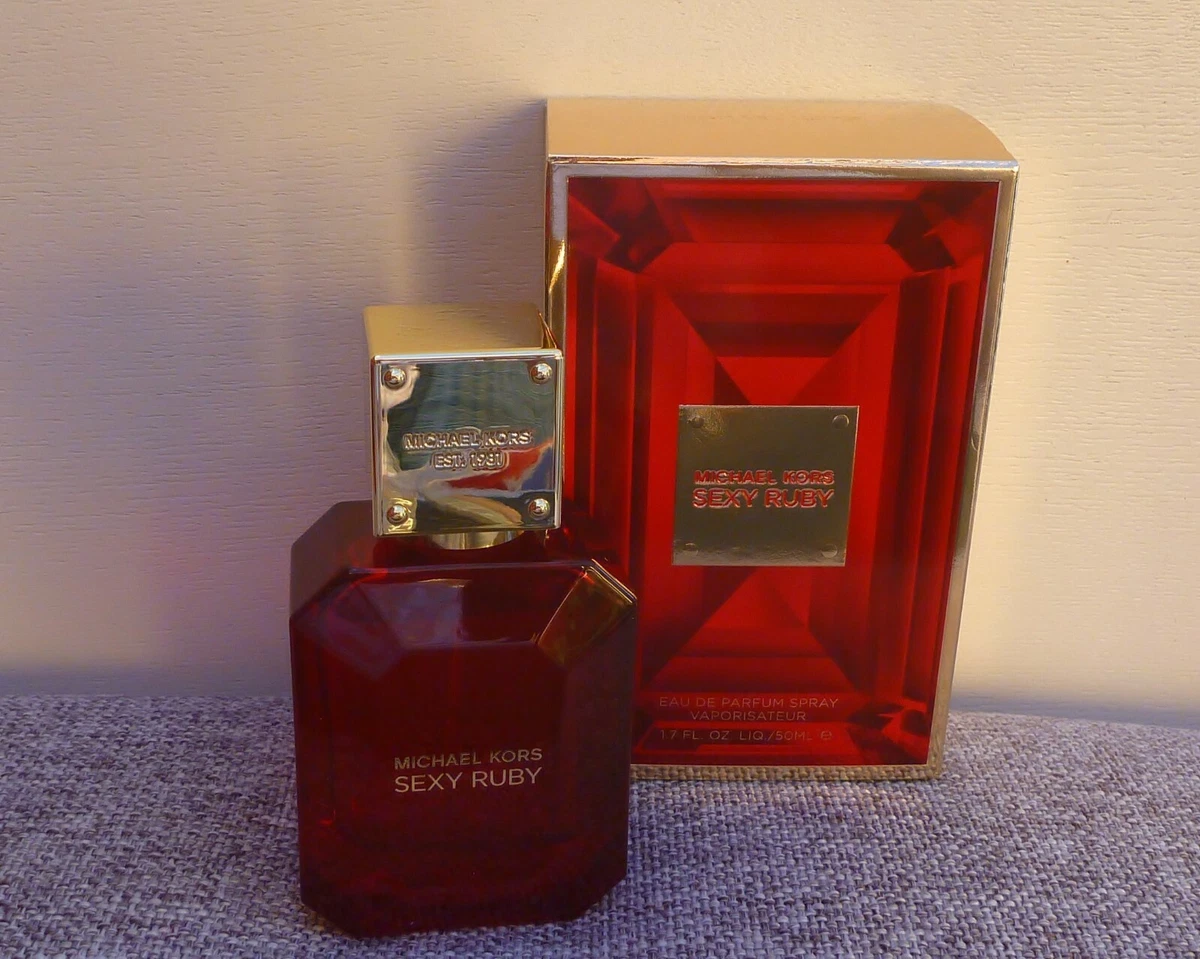 MICHAEL KORS
EST. 1981
MICHAEL KORS
SEXY RUBY
MICHAEL KORS
SEXY RUBY
EAU DE PARFUM SPRAY
VAPORISATEUR
1.7 FL. OZ. LIQ./50ML ℮